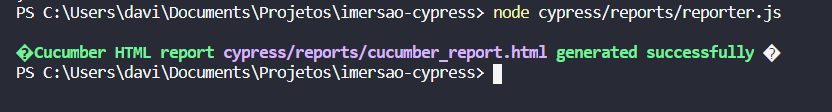 PS C:\Users\davi\Documents\Projetos\imersao-cypress> node cypress/reports/reporter.js
�Cucumber HTML report cypress/reports/cucumber_report.html generated successfully �
PS C:\Users\davi\Documents\Projetos\imersao-cypress>